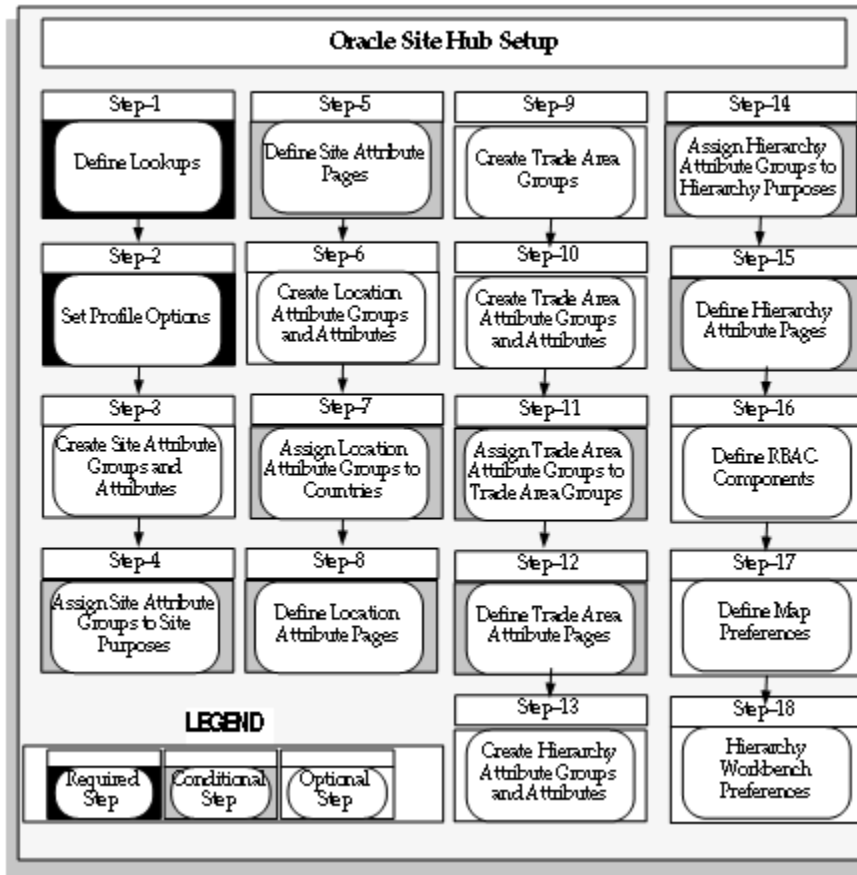 Oracle Site Hub Setup
Step-1
Define Lookups
Step-2
Set Profile Options
Step-3
Create Site Attribute
Groups and
Attributes
Step-4
Assign Site Attribute
Groups to Site
Purposes
Step-5
Define Site Attribute
Pages
Step-6
Create Location
Attribute Groups
and Attributes
Step-7
Assign Location
Attribute Groups to
Countries
Step-8
Define Location
Attribute Pages
Step-9
Create Trade Area
Groups
Step-10
Create Trade Area
Attribute Groups
and Attributes
Step-11
Assign Trade Area
Attribute Groups to
Trade Area Groups
Step-12
Define Trade Area
Attribute Pages
Step-13
Create Hierarchy
Attribute Groups
and Attributes
Step-14
Assign Hierarchy
Attribute Groups to
Hierarchy Purposes
Step-15
Define Hierarchy
Attribute Pages
Step-16
Define RBAC
Components
Step-17
Define Map
Preferences
Step-18
Hierarchy
Workbench
Preferences
LEGEND
Required
Step
Conditional
Step
Optional
Step